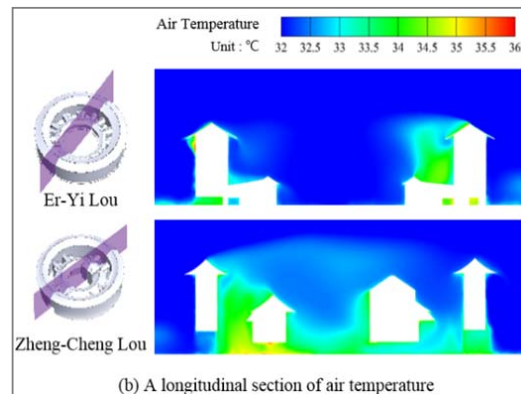 Air Temperature
Unit : ℃ 32 32.5 33 33.5 34 34.5 35 35.5 36
Er-Yi Lou
Zheng-Cheng Lou
(b) A longitudinal section of air temperature